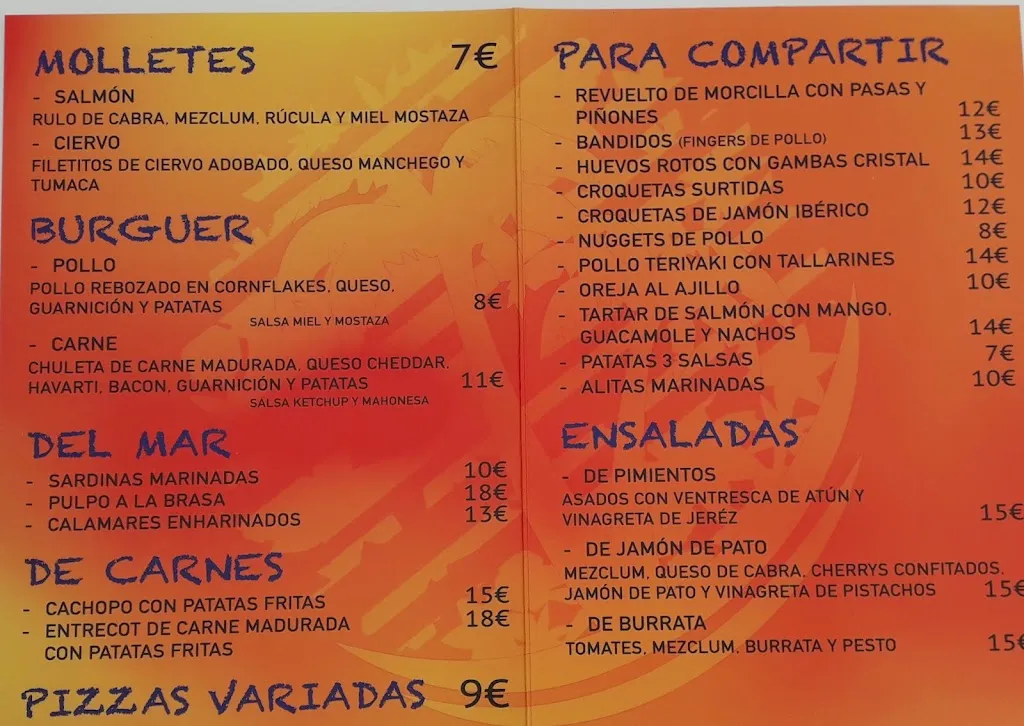 MOLLETES 7€
- SALMÓN
RULO DE CABRA, MEZCLUM, RÚCULA Y MIEL MOSTAZA
- CIERVO
FILETITOS DE CIERVO ADOBADO, QUESO MANCHEGO Y
TUMACA
BURGUER
- POLLO
POLLO REBOZADO EN CORNFLAKES, QUESO,
GUARNICIÓN Y PATATAS 8€
SALSA MIEL Y MOSTAZA
- CARNE
CHULETA DE CARNE MADURADA, QUESO CHEDDAR,
HAVARTI, BACON, GUARNICIÓN Y PATATAS 11€
SALSA KETCHUP Y MAHONESA
DEL MAR
- SARDINAS MARINADAS 10€
- PULPO A LA BRASA 18€
- CALAMARES ENHARINADOS 13€
DE CARNES
- CACHOPO CON PATATAS FRITAS 15€
- ENTRECOT DE CARNE MADURADA 18€
CON PATATAS FRITAS
PIZZAS VARIADAS 9€
PARA COMPARTIR
- REVUELTO DE MORCILLA CON PASAS Y
PIÑONES 12€
- BANDIDOS (FINGERS DE POLLO) 13€
- HUEVOS ROTOS CON GAMBAS CRISTAL 14€
- CROQUETAS SURTIDAS 10€
- CROQUETAS DE JAMÓN IBÉRICO 12€
- NUGGETS DE POLLO 8€
- POLLO TERIYAKI CON TALLARINES 14€
- OREJA AL AJILLO 10€
- TARTAR DE SALMÓN CON MANGO,
GUACAMOLE Y NACHOS 14€
- PATATAS 3 SALSAS 7€
- ALITAS MARINADAS 10€
ENSALADAS
- DE PIMIENTOS
ASADOS CON VENTRESCA DE ATÚN Y
VINAGRETA DE JERÉZ 15€
- DE JAMÓN DE PATO
MEZCLUM, QUESO DE CABRA, CHERRYS CONFITADOS,
JAMÓN DE PATO Y VINAGRETA DE PISTACHOS 15€
- DE BURRATA
TOMATES, MEZCLUM, BURRATA Y PESTO 15€